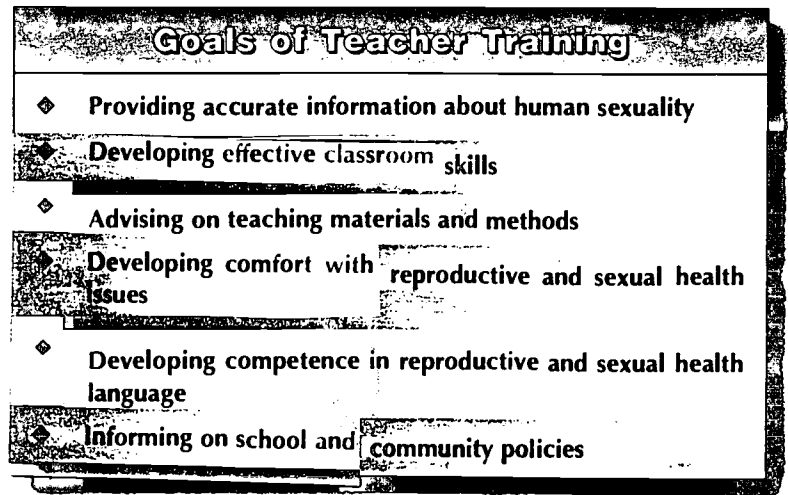 Goals of Teacher Training
Providing accurate information about human sexuality
Developing effective classroom skills
Advising on teaching materials and methods
Developing comfort with reproductive and sexual health
issues
Developing competence in reproductive and sexual health
language
Informing on school and community policies